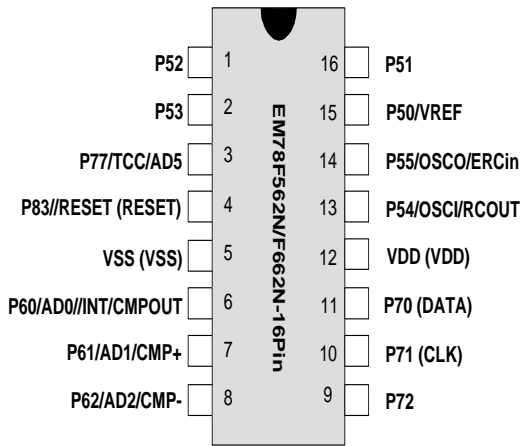 P52 1 16 P51
P53 2 15 P50/VREF
P77/TCC/AD5 3 14 P55/OSCO/ERCin
P83//RESET (RESET) 4 13 P54/OSCI/RCOUT
VSS (VSS) 5 12 VDD (VDD)
P60/AD0//INT/CMPOUT 6 11 P70 (DATA)
P61/AD1/CMP+ 7 10 P71 (CLK)
P62/AD2/CMP- 8 9 P72
EM78F562N/F662N-16Pin